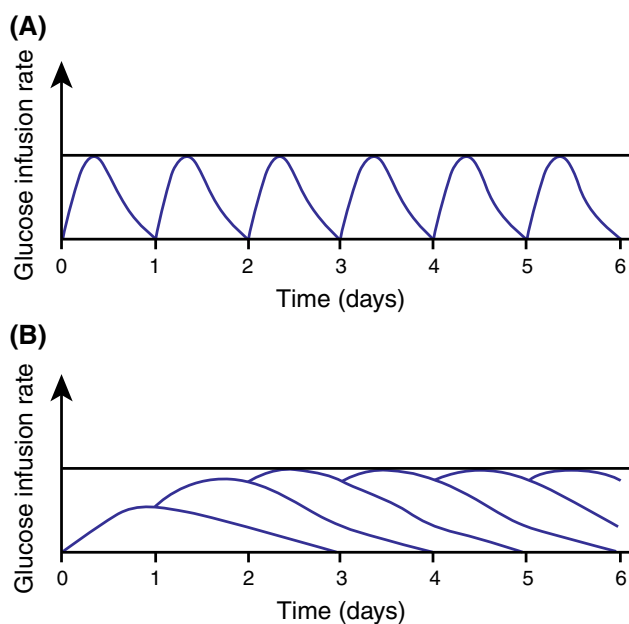 (A)
Glucose infusion rate
0 1 2 3 4 5 6
Time (days)
(B)
Glucose infusion rate
0 1 2 3 4 5 6
Time (days)